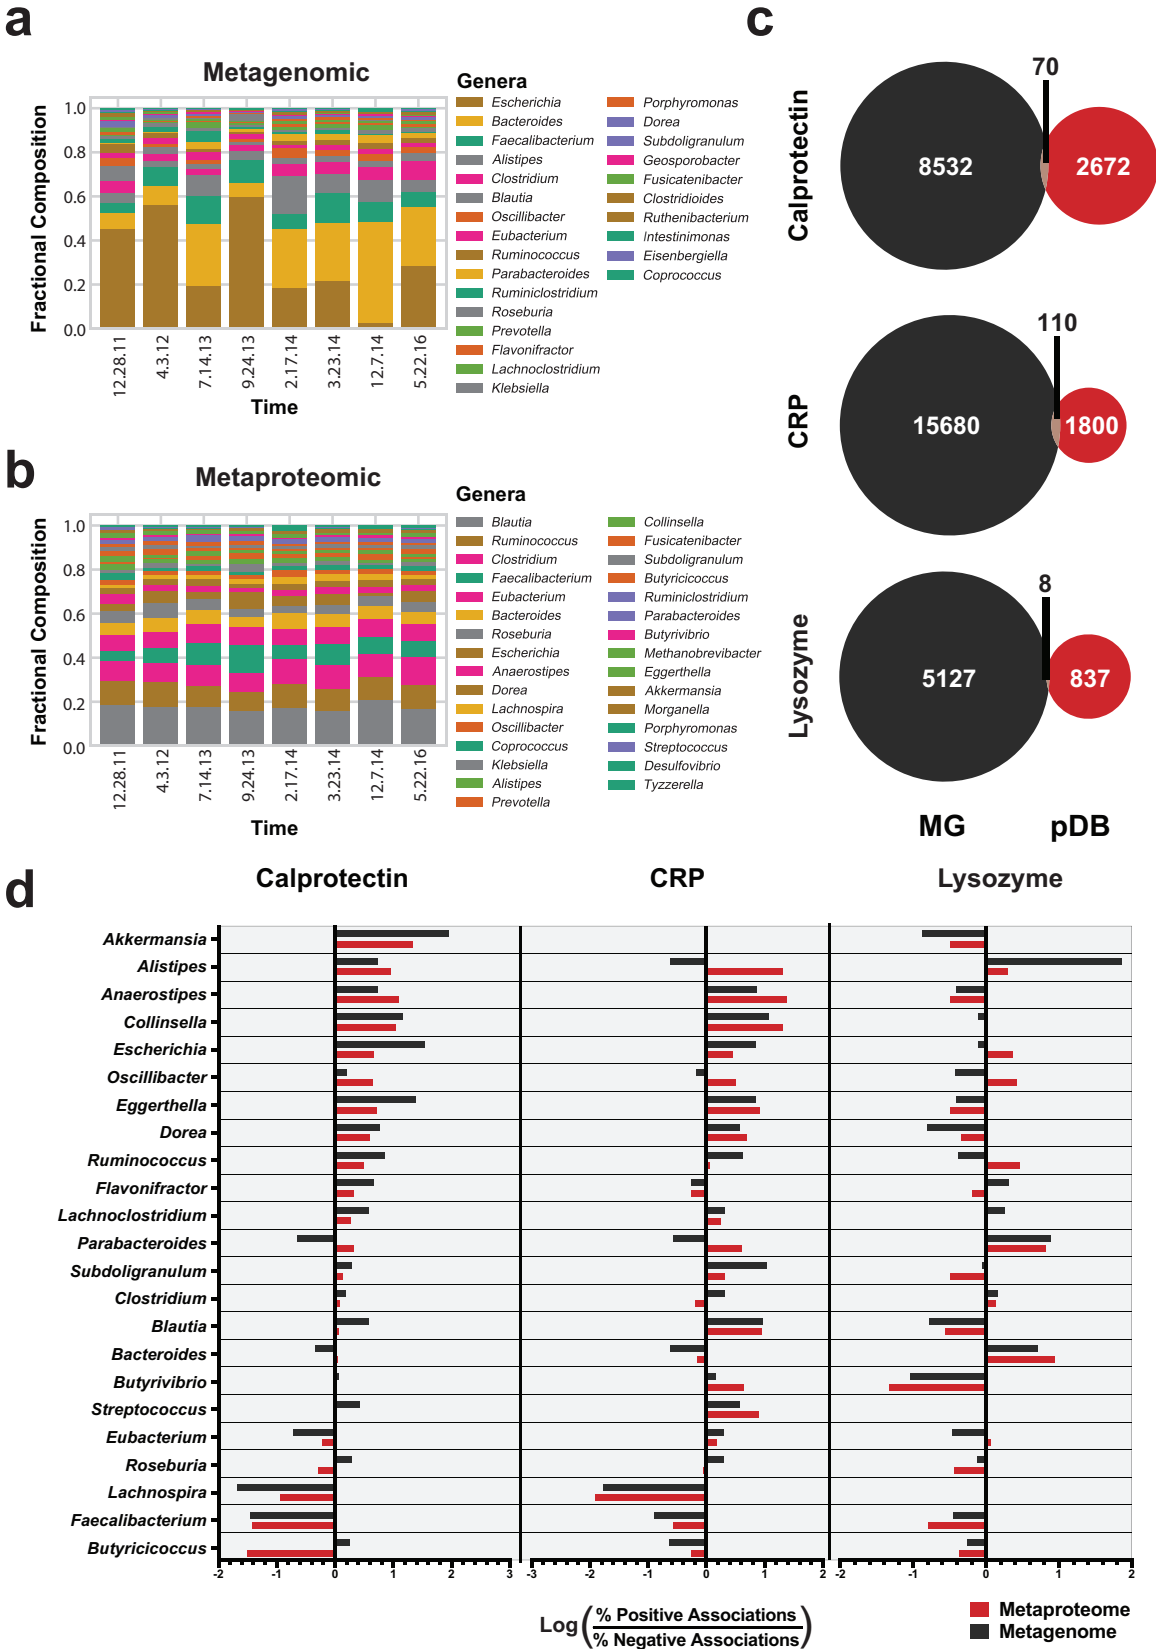 a
Metagenomic
Fractional Composition
1.0
0.8
0.6
0.4
0.2
0.0
12.28.11
4.3.12
7.14.13
9.24.13
2.17.14
3.23.14
12.7.14
5.22.16
Time
Genera
Escherichia
Bacteroides
Faecalibacterium
Alistipes
Clostridium
Blautia
Oscillibacter
Eubacterium
Ruminococcus
Parabacteroides
Ruminiclostridium
Roseburia
Prevotella
Flavonifractor
Lachnoclostridium
Klebsiella
Porphyromonas
Dorea
Subdoligranulum
Geosporobacter
Fusicatenibacter
Clostridioides
Ruthenibacterium
Intestinimonas
Eisenbergiella
Coprococcus
b
Metaproteomic
Fractional Composition
1.0
0.8
0.6
0.4
0.2
0.0
12.28.11
4.3.12
7.14.13
9.24.13
2.17.14
3.23.14
12.7.14
5.22.16
Time
Genera
Blautia
Ruminococcus
Clostridium
Faecalibacterium
Eubacterium
Bacteroides
Roseburia
Escherichia
Anaerostipes
Dorea
Lachnospira
Oscillibacter
Coprococcus
Klebsiella
Alistipes
Prevotella
Collinsella
Fusicatenibacter
Subdoligranulum
Butyricicoccus
Ruminiclostridium
Parabacteroides
Butyrivibrio
Methanobrevibacter
Eggerthella
Akkermansia
Morganella
Porphyromonas
Streptococcus
Desulfovibrio
Tyzzerella
c
Calprotectin
70
8532
2672
CRP
110
15680
1800
Lysozyme
8
5127
837
MG pDB
d
Calprotectin CRP Lysozyme
Akkermansia
Alistipes
Anaerostipes
Collinsella
Escherichia
Oscillibacter
Eggerthella
Dorea
Ruminococcus
Flavonifractor
Lachnoclostridium
Parabacteroides
Subdoligranulum
Clostridium
Blautia
Bacteroides
Butyrivibrio
Streptococcus
Eubacterium
Roseburia
Lachnospira
Faecalibacterium
Butyricicoccus
-2 -1 0 1 2 3 -3 -2 -1 0 1 2 -2 -1 0 1 2
Log(% Positive Associations
% Negative Associations)
Metaproteome
Metagenome